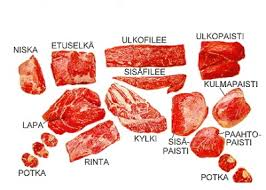 NISKA
ETUSELKÄ
ULKOFILEE
ULKOPAISTI
SISÄFILEE
KULMAPAISTI
LAPA
KYLKI
SISÄ-
PAISTI
PAAHTO-
PAISTI
RINTA
POTKA
POTKA